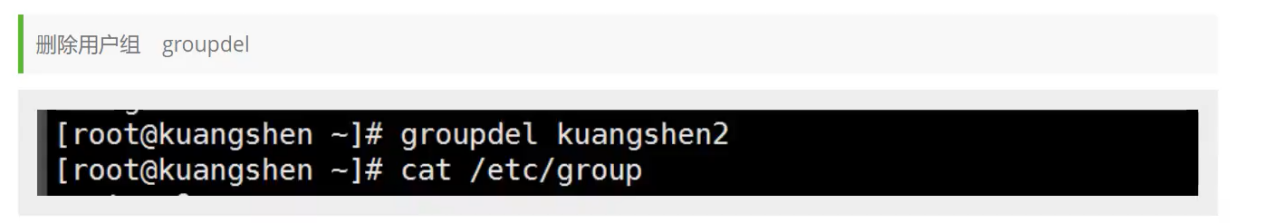 删除用户组 groupdel
[root@kuangshen ~]# groupdel kuangshen2
[root@kuangshen ~]# cat /etc/group